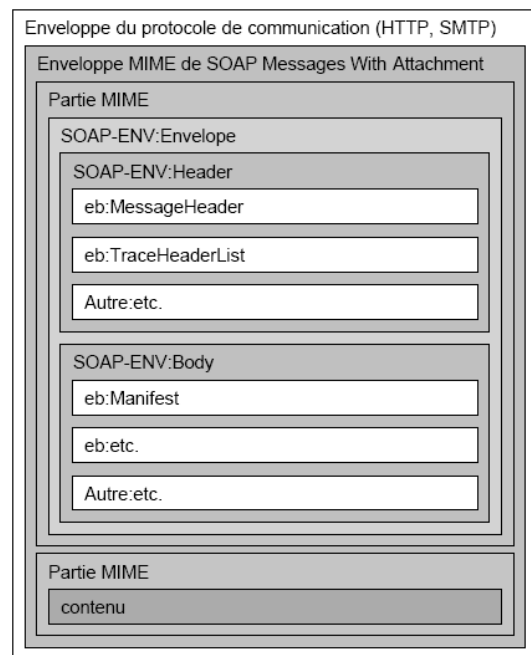 Enveloppe du protocole de communication (HTTP, SMTP)
Enveloppe MIME de SOAP Messages With Attachment
Partie MIME
SOAP-ENV:Envelope
SOAP-ENV:Header
eb:MessageHeader
eb:TraceHeaderList
Autre:etc.
SOAP-ENV:Body
eb:Manifest
eb:etc.
Autre:etc.
Partie MIME
contenu